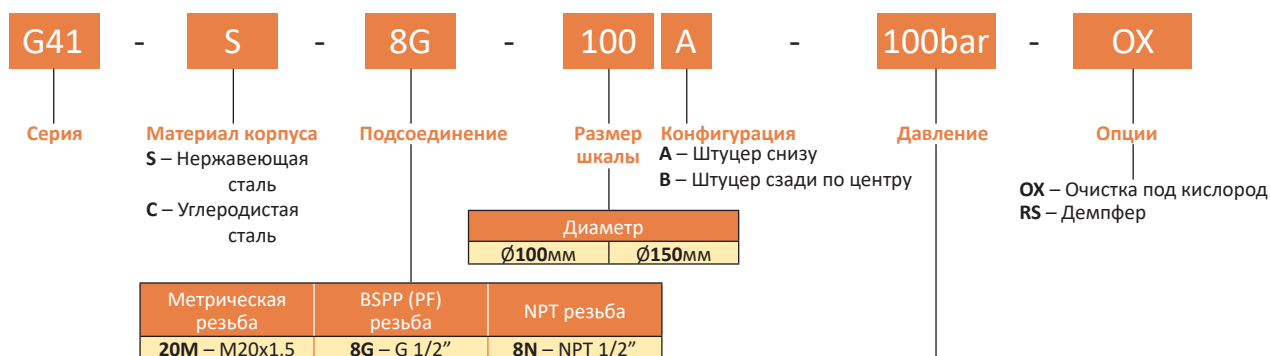 G41 - S - 8G - 100 A - 100bar - OX
Серия
Материал корпуса
S – Нержавеющая
сталь
C – Углеродистая
сталь
Подсоединение
Размер
шкалы
Конфигурация
A – Штуцер снизу
B – Штуцер сзади по центру
Давление
Опции
OX – Очистка под кислород
RS – Демпфер
Диаметр
Ø100мм Ø150мм
Метрическая
резьба
BSPP (PF)
резьба
NPT резьба
20M – M20x1.5 8G – G 1/2” 8N – NPT 1/2”